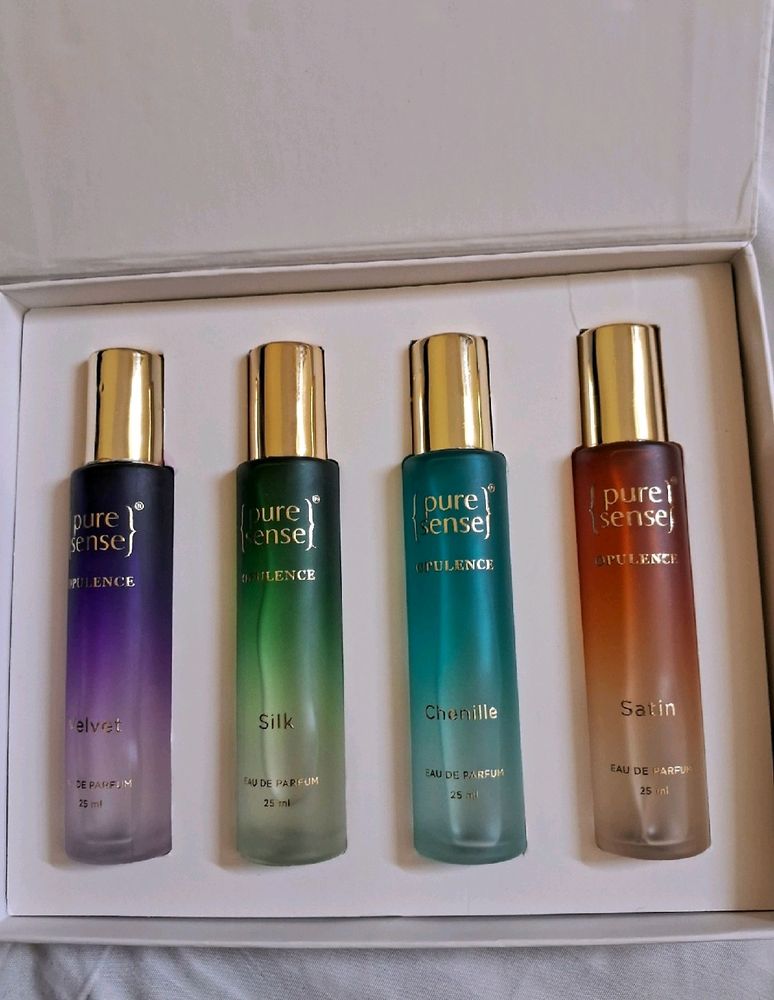 pure
sense}®
OPULENCE
Velvet
DE PARFUM
25 ml
{pure
sense}®
OPULENCE
Silk
EAU DE PARFUM
25 ml
{pure
sense}®
OPULENCE
Chenille
EAU DE PARFUM
25 ml
{pure
sense}®
OPULENCE
Satin
EAU DE PARFUM
25 ml